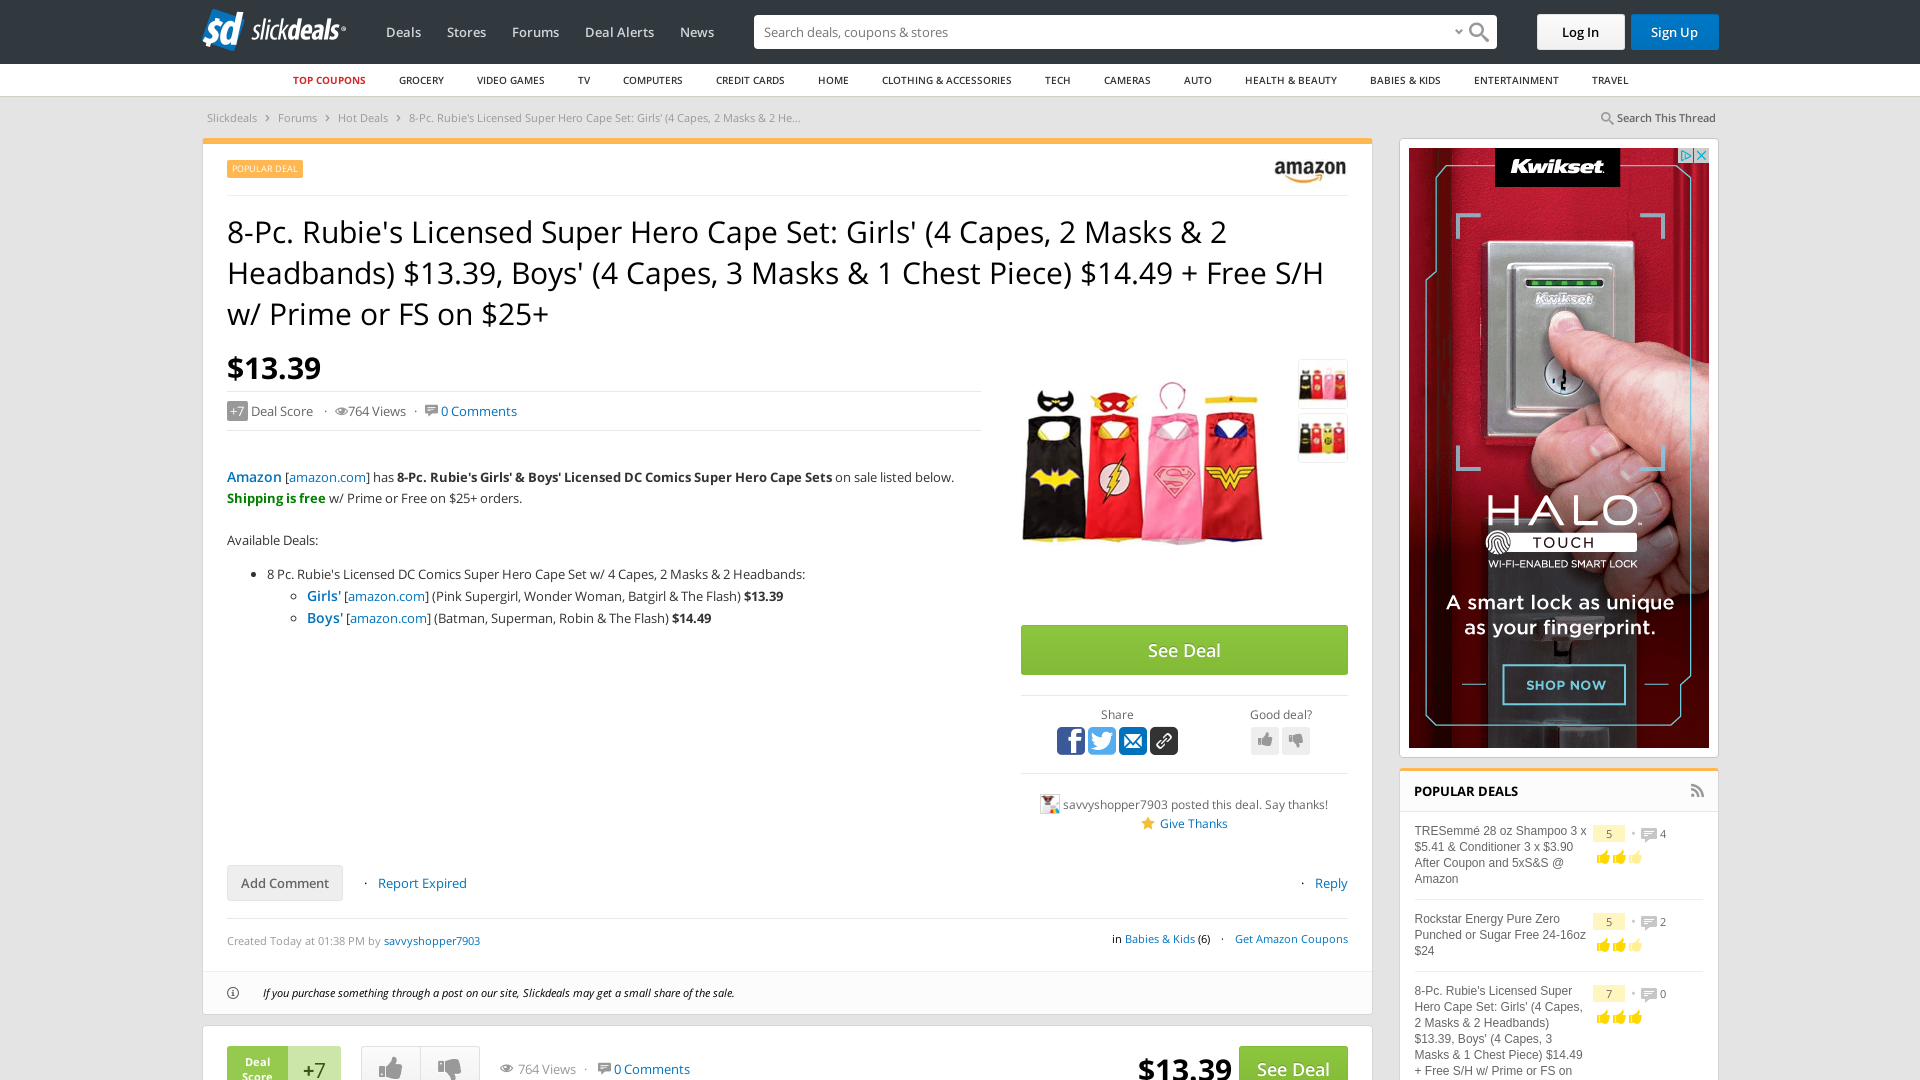 sd slickdeals
Deals Stores Forums Deal Alerts News
Search deals, coupons & stores
Log In
Sign Up
TOP COUPONS GROCERY VIDEO GAMES TV COMPUTERS CREDIT CARDS HOME CLOTHING & ACCESSORIES TECH CAMERAS AUTO HEALTH & BEAUTY BABIES & KIDS ENTERTAINMENT TRAVEL
Slickdeals › Forums › Hot Deals › 8-Pc. Rubie's Licensed Super Hero Cape Set: Girls' (4 Capes, 2 Masks & 2 He...
Search This Thread
POPULAR DEAL
amazon
8-Pc. Rubie's Licensed Super Hero Cape Set: Girls' (4 Capes, 2 Masks & 2
Headbands) $13.39, Boys' (4 Capes, 3 Masks & 1 Chest Piece) $14.49 + Free S/H
w/ Prime or FS on $25+
$13.39
+7 Deal Score · 764 Views · 0 Comments
Amazon [amazon.com] has 8-Pc. Rubie's Girls' & Boys' Licensed DC Comics Super Hero Cape Sets on sale listed below.
Shipping is free w/ Prime or Free on $25+ orders.
Available Deals:
• 8 Pc. Rubie's Licensed DC Comics Super Hero Cape Set w/ 4 Capes, 2 Masks & 2 Headbands:
◦ Girls' [amazon.com] (Pink Supergirl, Wonder Woman, Batgirl & The Flash) $13.39
◦ Boys' [amazon.com] (Batman, Superman, Robin & The Flash) $14.49
See Deal
Share
Good deal?
savvyshopper7903 posted this deal. Say thanks!
Give Thanks
Add Comment · Report Expired
· Reply
Created Today at 01:38 PM by savvyshopper7903
in Babies & Kids (6) · Get Amazon Coupons
If you purchase something through a post on our site, Slickdeals may get a small share of the sale.
Deal
Score
+7
764 Views · 0 Comments
$13.39
See Deal
Kwikset
Kwikset
HALO
TOUCH
WI-FI-ENABLED SMART LOCK
A smart lock as unique
as your fingerprint.
SHOP NOW
POPULAR DEALS
TRESemmé 28 oz Shampoo 3 x
$5.41 & Conditioner 3 x $3.90
After Coupon and 5xS&S @
Amazon
5 • 4
Rockstar Energy Pure Zero
Punched or Sugar Free 24-16oz
$24
5 • 2
8-Pc. Rubie's Licensed Super
Hero Cape Set: Girls' (4 Capes,
2 Masks & 2 Headbands)
$13.39, Boys' (4 Capes, 3
Masks & 1 Chest Piece) $14.49
+ Free S/H w/ Prime or FS on
7 • 0